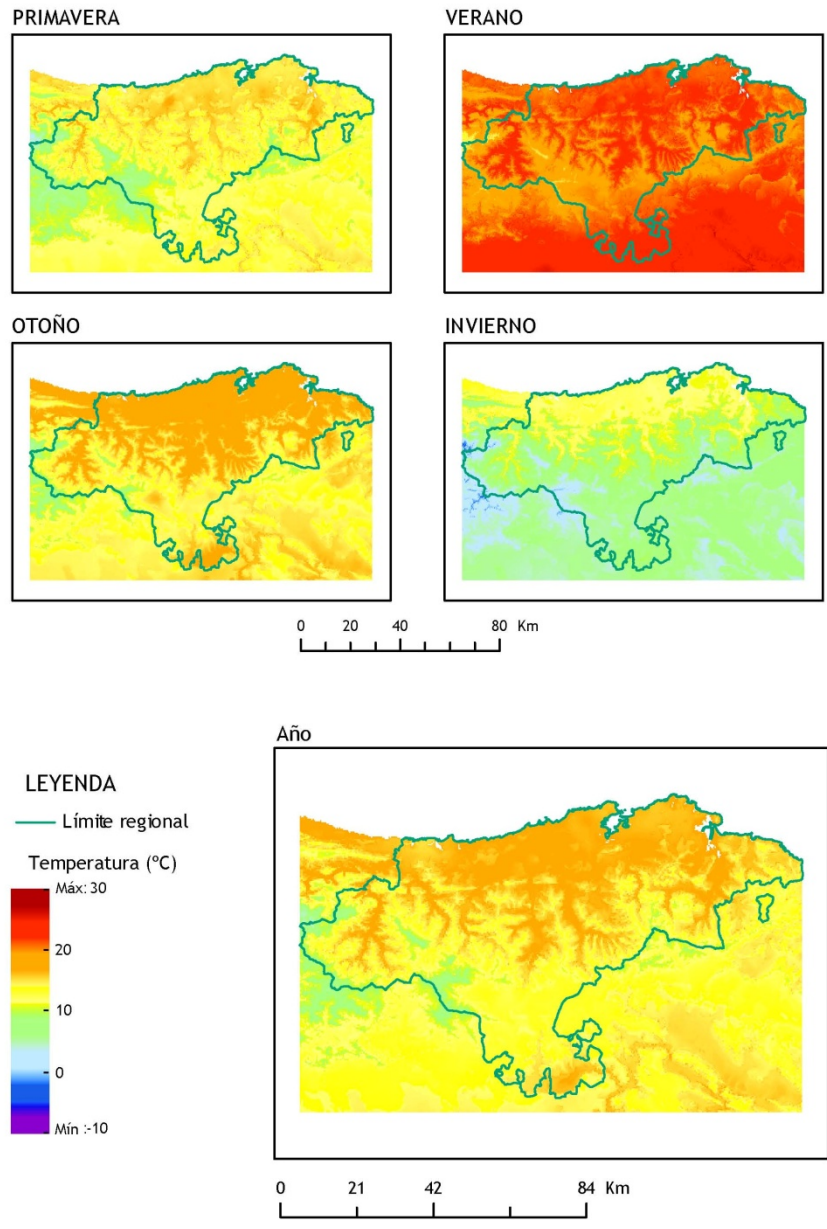 PRIMAVERA
VERANO
OTOÑO
INVIERNO
0 20 40 80 Km
Año
LEYENDA
Límite regional
Temperatura (ºC)
Máx: 30
20
10
0
Mín :-10
0 21 42 84 Km